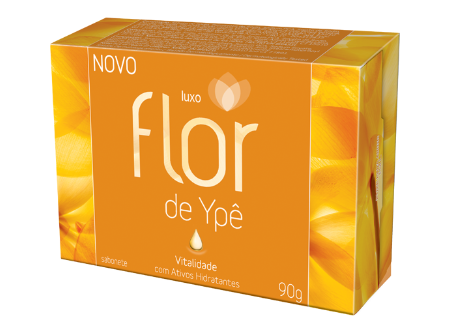 NOVO
luxo
flor
de Ypê
Vitalidade
com Ativos Hidratantes
sabonete
90g